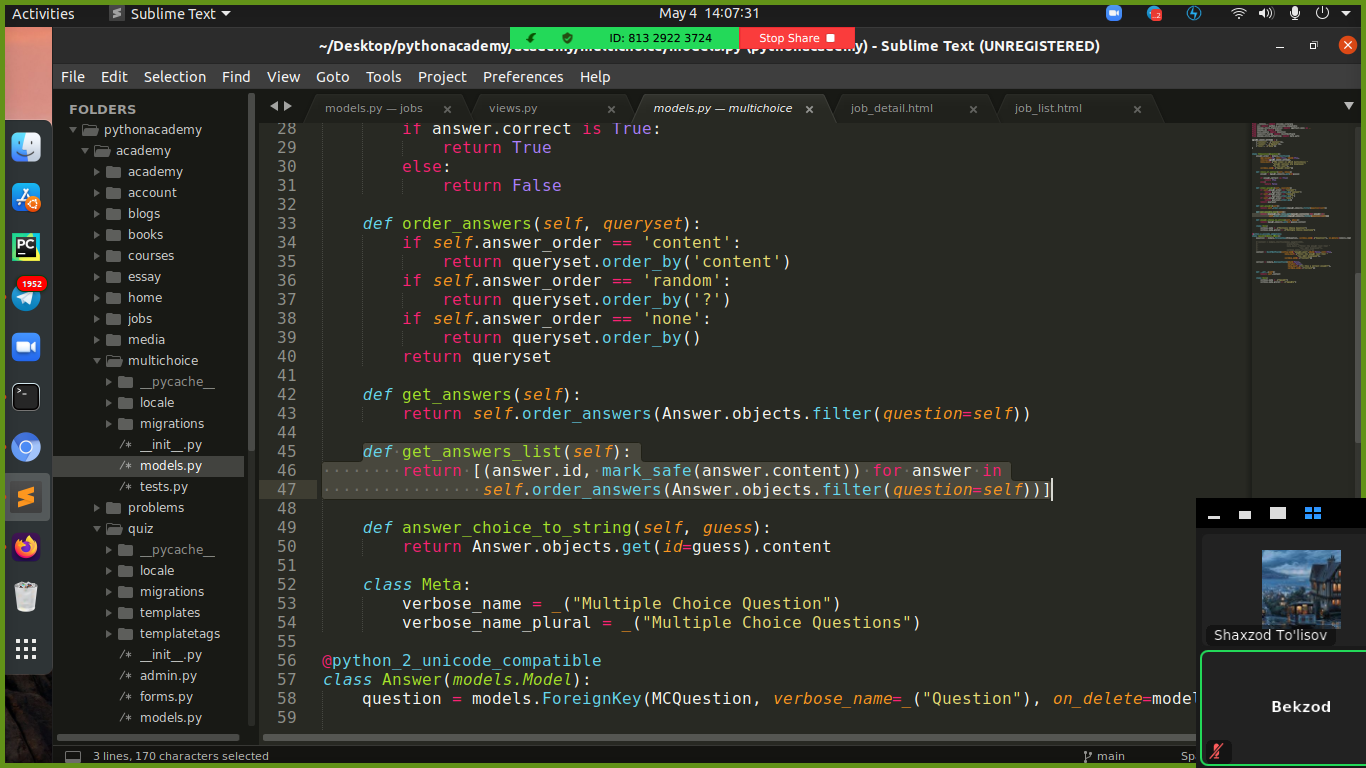 Activities
Sublime Text
May 4 14:07:31
ID: 813 2922 3724
Stop Share
~/Desktop/pythonacademy/academy/multichoice/models.py (pythonacademy) - Sublime Text (UNREGISTERED)
File Edit Selection Find View Goto Tools Project Preferences Help
FOLDERS
pythonacademy
academy
academy
account
blogs
books
courses
essay
home
jobs
media
multichoice
__pycache__
locale
migrations
/* __init__.py
/* models.py
/* tests.py
problems
quiz
__pycache__
locale
migrations
templates
templatetags
/* __init__.py
/* admin.py
/* forms.py
/* models.py
1952
PC
models.py — jobs
views.py
models.py — multichoice
job_detail.html
job_list.html
28 if answer.correct is True:
29 return True
30 else:
31 return False
32
33 def order_answers(self, queryset):
34 if self.answer_order == 'content':
35 return queryset.order_by('content')
36 if self.answer_order == 'random':
37 return queryset.order_by('?')
38 if self.answer_order == 'none':
39 return queryset.order_by()
40 return queryset
41
42 def get_answers(self):
43 return self.order_answers(Answer.objects.filter(question=self))
44
45 def get_answers_list(self):
46 return [(answer.id, mark_safe(answer.content)) for answer in
47 self.order_answers(Answer.objects.filter(question=self))]
48
49 def answer_choice_to_string(self, guess):
50 return Answer.objects.get(id=guess).content
51
52 class Meta:
53 verbose_name = _("Multiple Choice Question")
54 verbose_name_plural = _("Multiple Choice Questions")
55
56 @python_2_unicode_compatible
57 class Answer(models.Model):
58 question = models.ForeignKey(MCQuestion, verbose_name=_("Question"), on_delete=model
59
Shaxzod To'lisov
Bekzod
3 lines, 170 characters selected
main
Sp